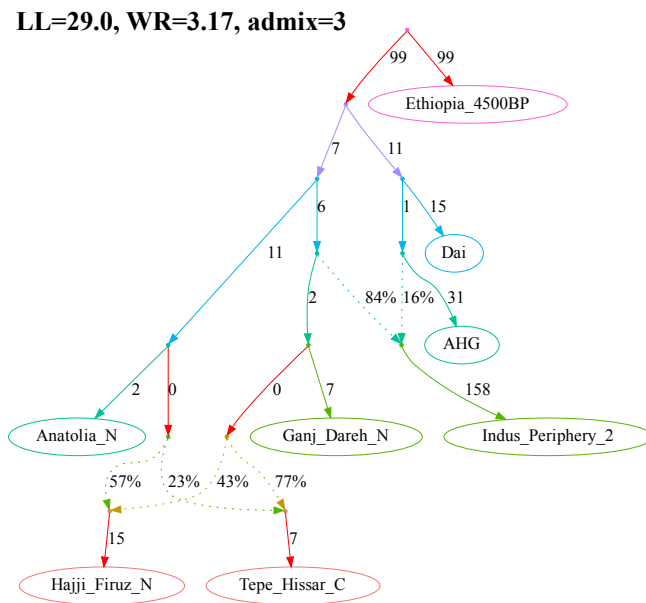 LL=29.0, WR=3.17, admix=3
99 99
Ethiopia_4500BP
7 11
6 1 15
11 Dai
2 84% 16% 31
AHG
2 0 0 7 158
Anatolia_N Ganj_Dareh_N Indus_Periphery_2
57% 23% 43% 77%
15 7
Hajji_Firuz_N Tepe_Hissar_C